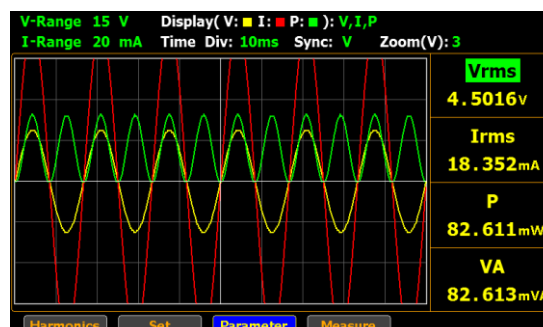 V-Range 15 V Display( V: I: P: ): V,I,P
I-Range 20 mA Time Div: 10ms Sync: V Zoom(V): 3
Vrms
4.5016V
Irms
18.352mA
P
82.611mW
VA
82.613mVA
Harmonics Set Parameter Measure